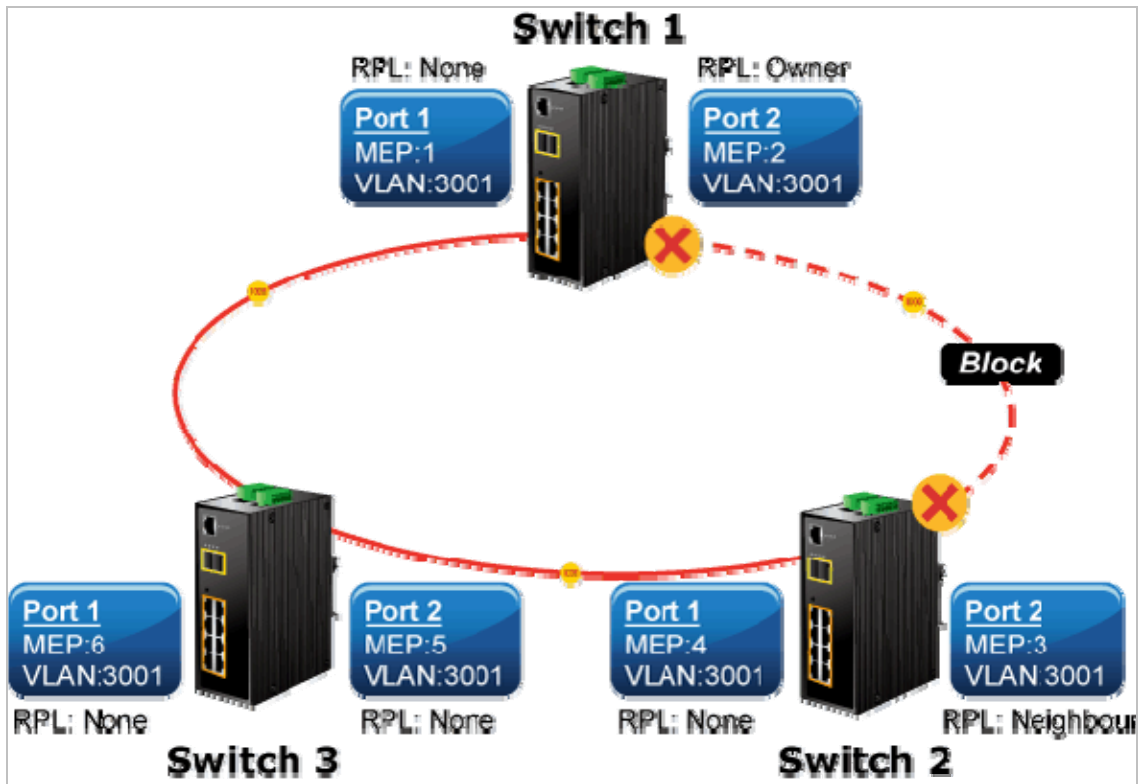 Switch 1
RPL: None
RPL: Owner
Port 1
MEP:1
VLAN:3001
Port 2
MEP:2
VLAN:3001
Block
Port 1
MEP:6
VLAN:3001
Port 2
MEP:5
VLAN:3001
Port 1
MEP:4
VLAN:3001
Port 2
MEP:3
VLAN:3001
RPL: None
RPL: None
RPL: None
RPL: Neighbour
Switch 3
Switch 2